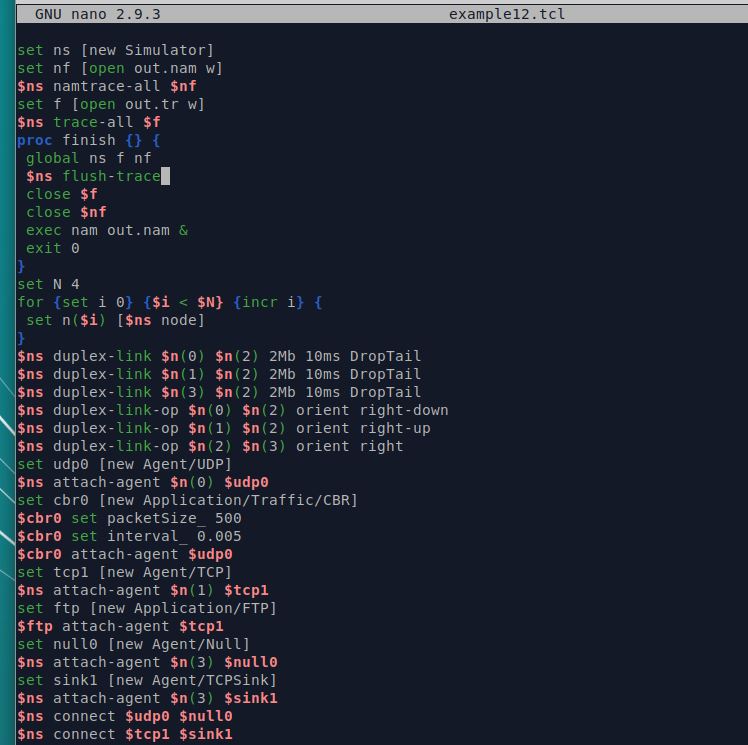 GNU nano 2.9.3 example12.tcl
set ns [new Simulator]
set nf [open out.nam w]
$ns namtrace-all $nf
set f [open out.tr w]
$ns trace-all $f
proc finish {} {
 global ns f nf
 $ns flush-trace
 close $f
 close $nf
 exec nam out.nam &
 exit 0
}
set N 4
for {set i 0} {$i < $N} {incr i} {
 set n($i) [$ns node]
}
$ns duplex-link $n(0) $n(2) 2Mb 10ms DropTail
$ns duplex-link $n(1) $n(2) 2Mb 10ms DropTail
$ns duplex-link $n(3) $n(2) 2Mb 10ms DropTail
$ns duplex-link-op $n(0) $n(2) orient right-down
$ns duplex-link-op $n(1) $n(2) orient right-up
$ns duplex-link-op $n(2) $n(3) orient right
set udp0 [new Agent/UDP]
$ns attach-agent $n(0) $udp0
set cbr0 [new Application/Traffic/CBR]
$cbr0 set packetSize_ 500
$cbr0 set interval_ 0.005
$cbr0 attach-agent $udp0
set tcp1 [new Agent/TCP]
$ns attach-agent $n(1) $tcp1
set ftp [new Application/FTP]
$ftp attach-agent $tcp1
set null0 [new Agent/Null]
$ns attach-agent $n(3) $null0
set sink1 [new Agent/TCPSink]
$ns attach-agent $n(3) $sink1
$ns connect $udp0 $null0
$ns connect $tcp1 $sink1